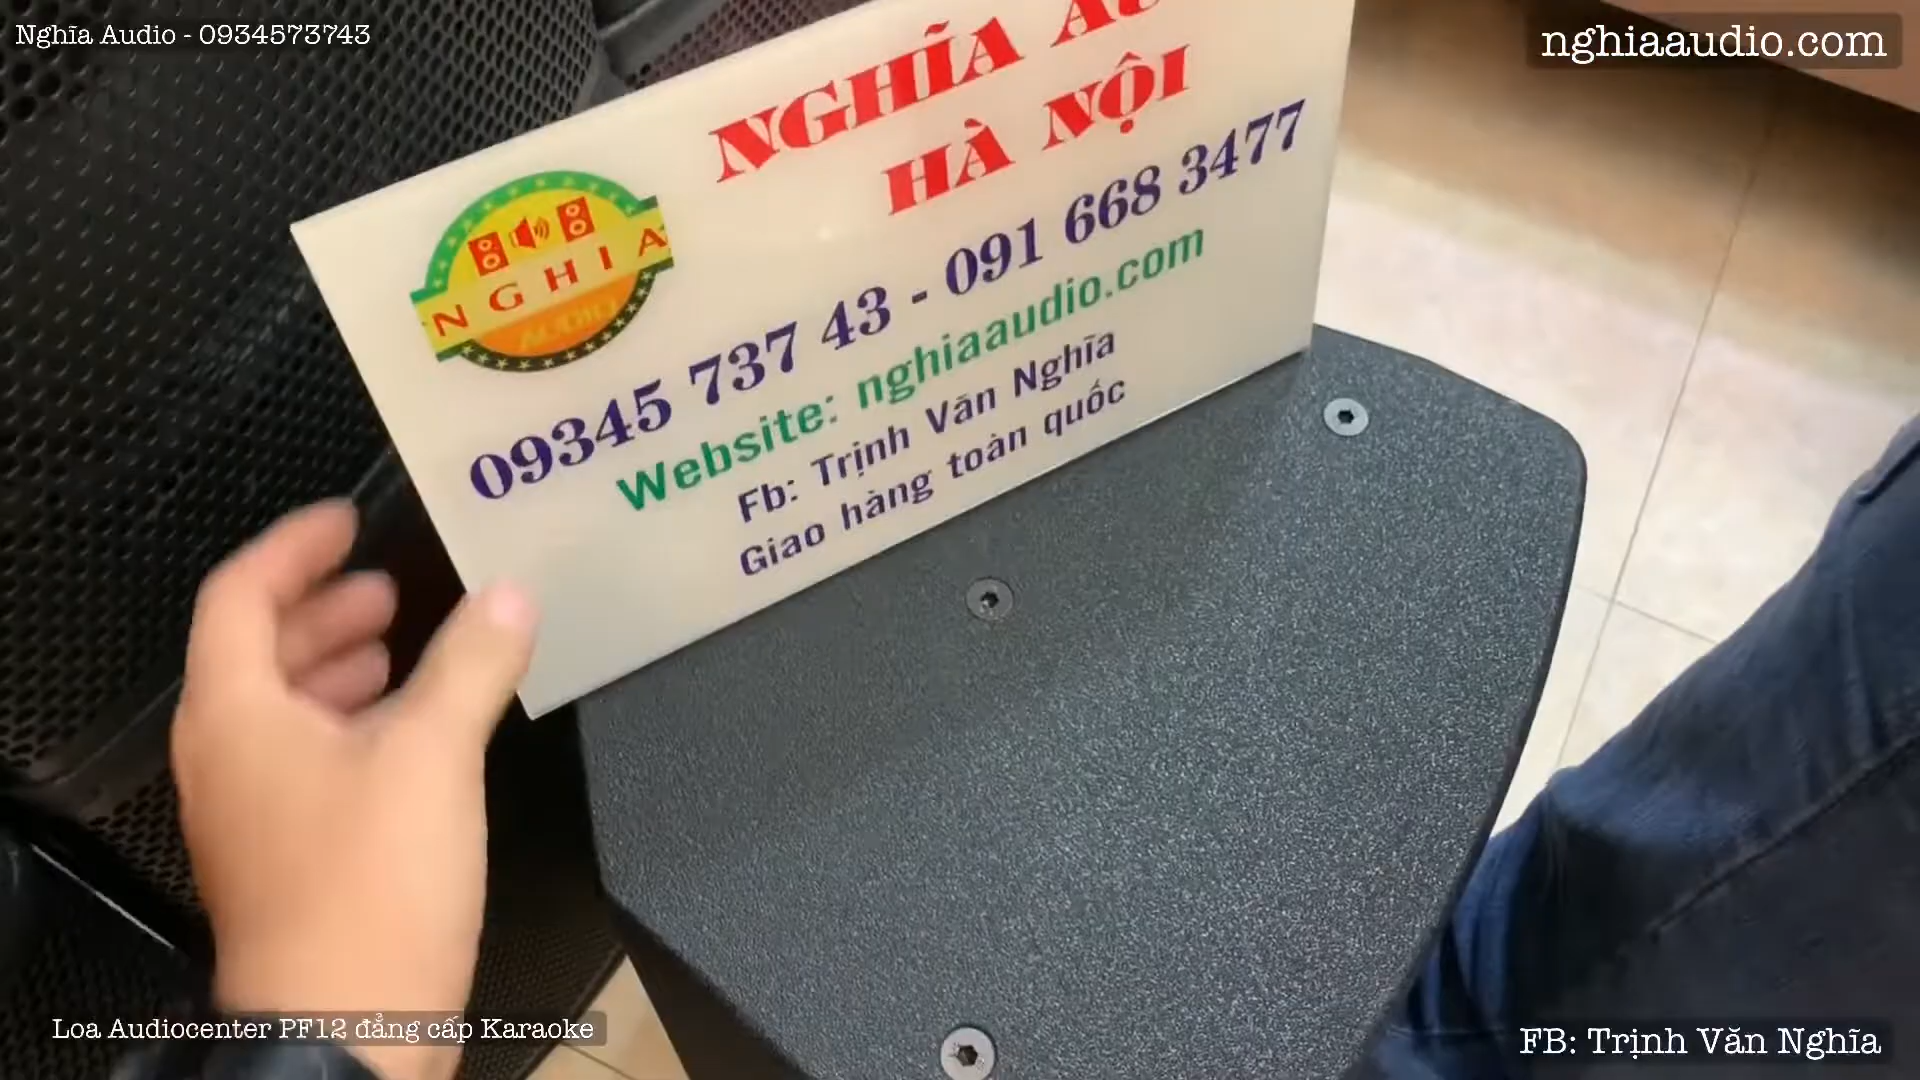 Nghĩa Audio - 0934573743
nghiaaudio.com
NGHĨA
HÀ NỘI
NGHIA
AUDIO
09345 737 43 - 091 668 3477
Website: nghiaaudio.com
Fb: Trịnh Văn Nghĩa
Giao hàng toàn quốc
Loa Audiocenter PF12 đẳng cấp Karaoke
FB: Trịnh Văn Nghĩa